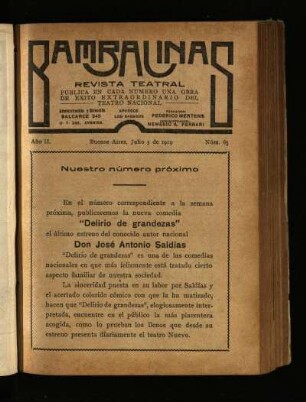 BAMBALINAS
REVISTA TEATRAL
PUBLICA EN CADA NUMERO UNA OBRA
DE EXITO EXTRAORDINARIO DEL
TEATRO NACIONAL
BALCARCE 345
APARECE
LOS SABADOS
FEDERICO MERTENS
FERRARI
Año II. Buenos Aires, Julio 5 de 1919 Núm. 65
Nuestro número próximo
En el número correspondiente a la semana
próxima, publicaremos la nueva comedia
"Delirio de grandezas"
el último estreno del conocido autor nacional
Don José Antonio Saldías
"Delirio de grandezas" es una de las comedias
nacionales en que más felizmente está tratado cierto
aspecto familiar de nuestra sociedad.
La sinceridad puesta en su labor por Saldías y
el acertado colorido cómico con que la ha matizado,
hacen que "Delirio de grandezas", elogiosamente inter-
pretada, encuentre en el público la más placentera
acogida, como lo prueban los llenos que desde su
estreno presenta diariamente el teatro Nuevo.